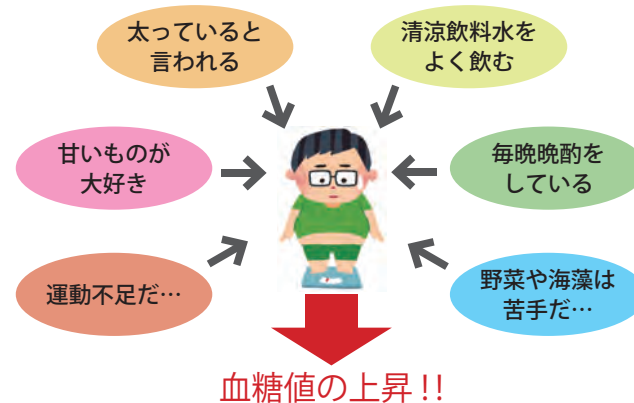 太っていると
言われる
清涼飲料水を
よく飲む
甘いものが
大好き
毎晩晩酌を
している
運動不足だ…
野菜や海藻は
苦手だ…
血糖値の上昇!!